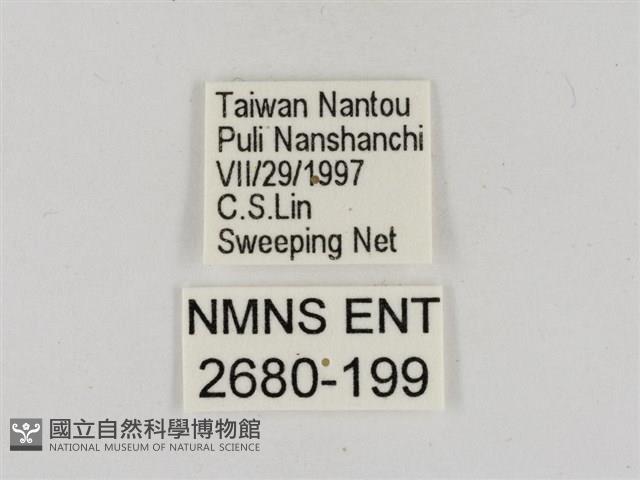 Taiwan Nantou
Puli Nanshanchi
VII/29/1997
C.S.Lin
Sweeping Net
NMNS ENT
2680-199
國立自然科學博物館
NATIONAL MUSEUM OF NATURAL SCIENCE